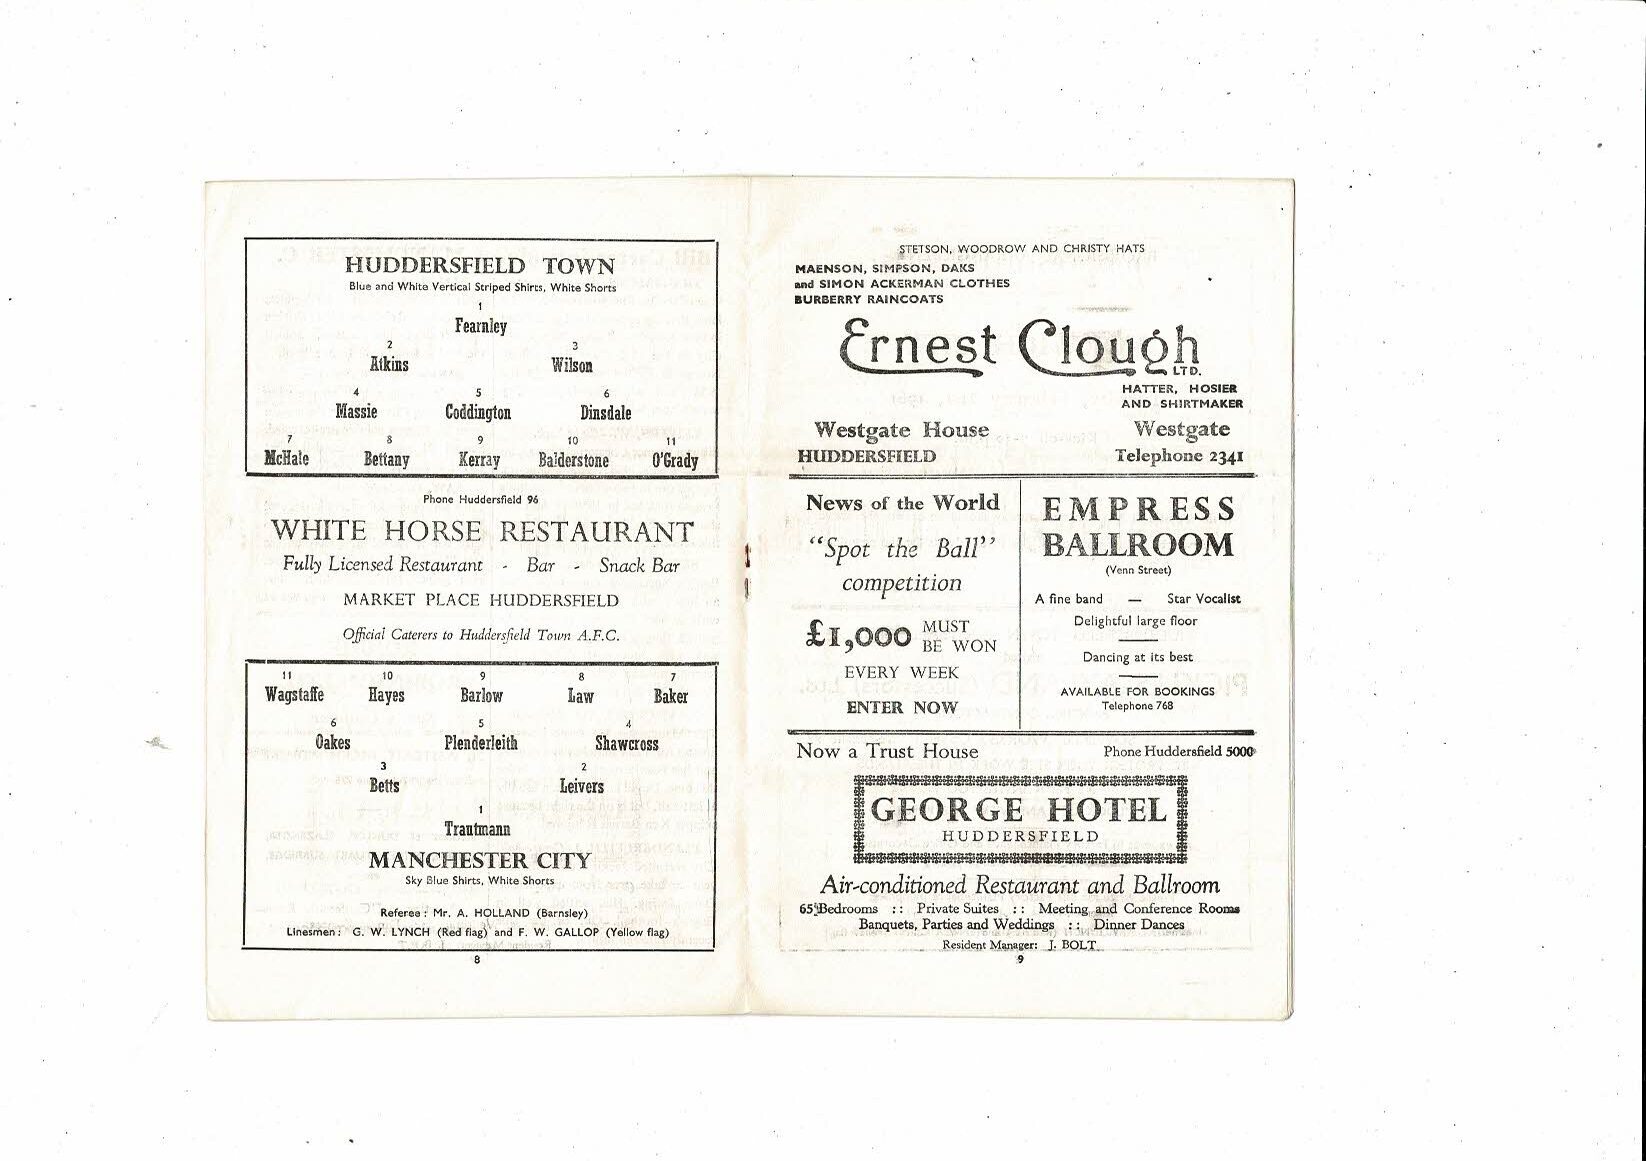 HUDDERSFIELD TOWN
Blue and White Vertical Striped Shirts, White Shorts
1
Fearnley
2 3
Atkins Wilson
4 5 6
Massie Coddington Dinsdale
7 8 9 10 11
McHale Bettany Kerray Balderstone O'Grady
Phone Huddersfield 96
WHITE HORSE RESTAURANT
Fully Licensed Restaurant - Bar - Snack Bar
MARKET PLACE HUDDERSFIELD
Official Caterers to Huddersfield Town A.F.C.
11 10 9 8 7
Wagstaffe Hayes Barlow Law Baker
6 5 4
Oakes Plenderleith Shawcross
3 2
Betts Leivers
1
Trautmann
MANCHESTER CITY
Sky Blue Shirts, White Shorts
Referee : Mr. A. HOLLAND (Barnsley)
Linesmen : G. W. LYNCH (Red flag) and F. W. GALLOP (Yellow flag)
8
STETSON, WOODROW AND CHRISTY HATS
MAENSON, SIMPSON, DAKS
and SIMON ACKERMAN CLOTHES
BURBERRY RAINCOATS
Ernest Clough
LTD.
HATTER, HOSIER
AND SHIRTMAKER
Westgate House Westgate
HUDDERSFIELD Telephone 2341
News of the World
"Spot the Ball"
competition
£1,000 MUST
BE WON
EVERY WEEK
ENTER NOW
EMPRESS
BALLROOM
(Venn Street)
A fine band — Star Vocalist
Delightful large floor
Dancing at its best
AVAILABLE FOR BOOKINGS
Telephone 768
Now a Trust House Phone Huddersfield 5000
GEORGE HOTEL
HUDDERSFIELD
Air-conditioned Restaurant and Ballroom
65 Bedrooms :: Private Suites :: Meeting and Conference Rooms
Banquets, Parties and Weddings :: Dinner Dances
Resident Manager: J. BOLT
9